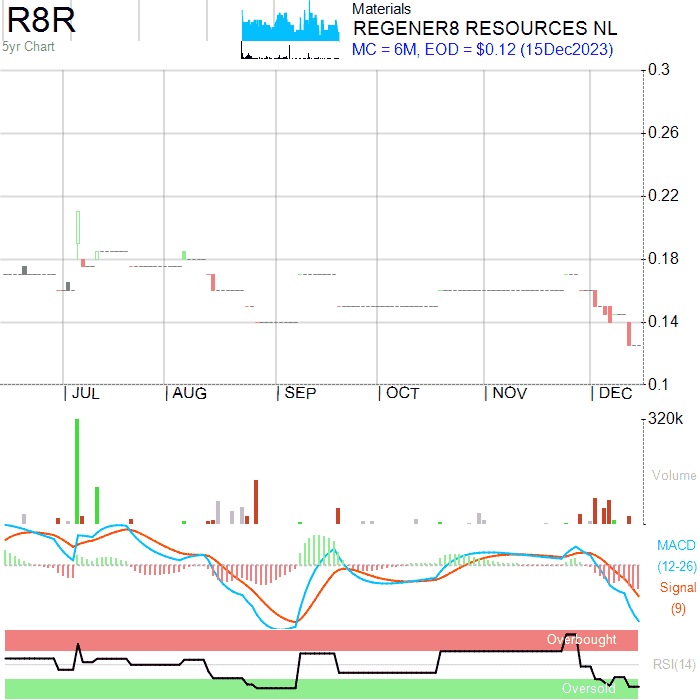 R8R
5yr Chart
Materials
REGENER8 RESOURCES NL
MC = 6M, EOD = $0.12 (15Dec2023)
0.3
0.26
0.22
0.18
0.14
0.1
JUL AUG SEP OCT NOV DEC
320k
Volume
MACD
(12-26)
Signal
(9)
Overbought
RSI(14)
Oversold